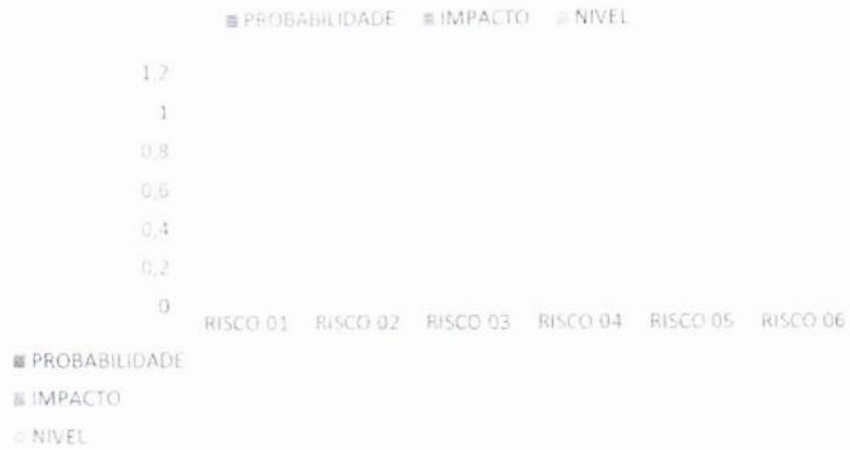 PROBABILIDADE IMPACTO NIVEL
1,2
1
0,8
0,6
0,4
0,2
0
RISCO 01 RISCO 02 RISCO 03 RISCO 04 RISCO 05 RISCO 06
PROBABILIDADE
IMPACTO
NIVEL